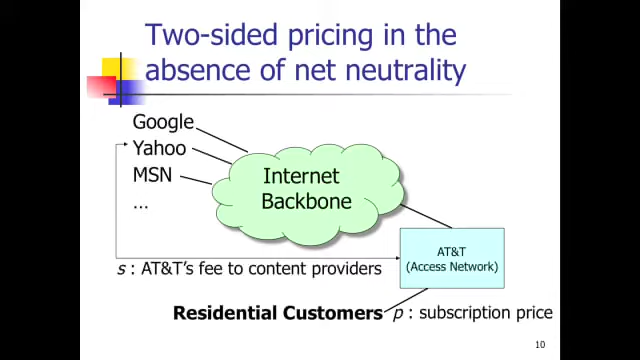 Two-sided pricing in the
absence of net neutrality
Google
Yahoo
MSN
...
Internet
Backbone
AT&T
(Access Network)
s : AT&T's fee to content providers
Residential Customers
p : subscription price
10